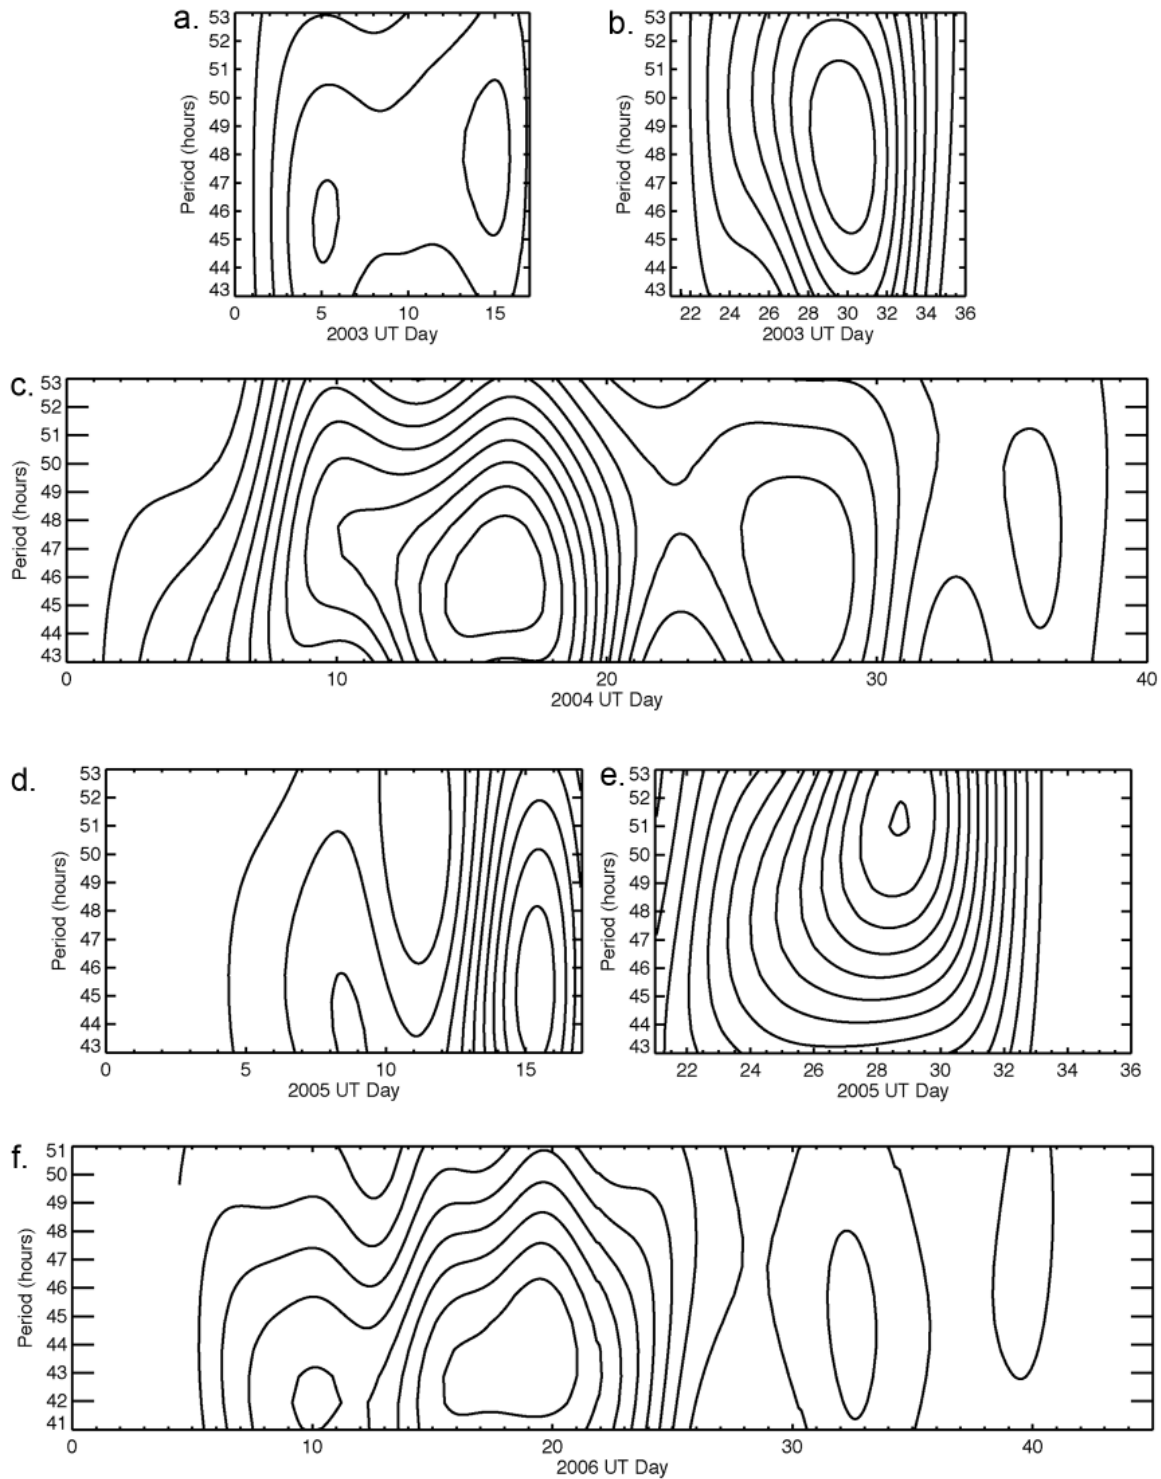 a.
53
52
51
50
49
48
47
46
45
44
43
Period (hours)
0 5 10 15
2003 UT Day
b.
53
52
51
50
49
48
47
46
45
44
43
Period (hours)
22 24 26 28 30 32 34 36
2003 UT Day
c.
53
52
51
50
49
48
47
46
45
44
43
Period (hours)
0 10 20 30 40
2004 UT Day
d.
53
52
51
50
49
48
47
46
45
44
43
Period (hours)
0 5 10 15
2005 UT Day
e.
53
52
51
50
49
48
47
46
45
44
43
Period (hours)
22 24 26 28 30 32 34 36
2005 UT Day
f.
51
50
49
48
47
46
45
44
43
42
41
Period (hours)
0 10 20 30 40
2006 UT Day